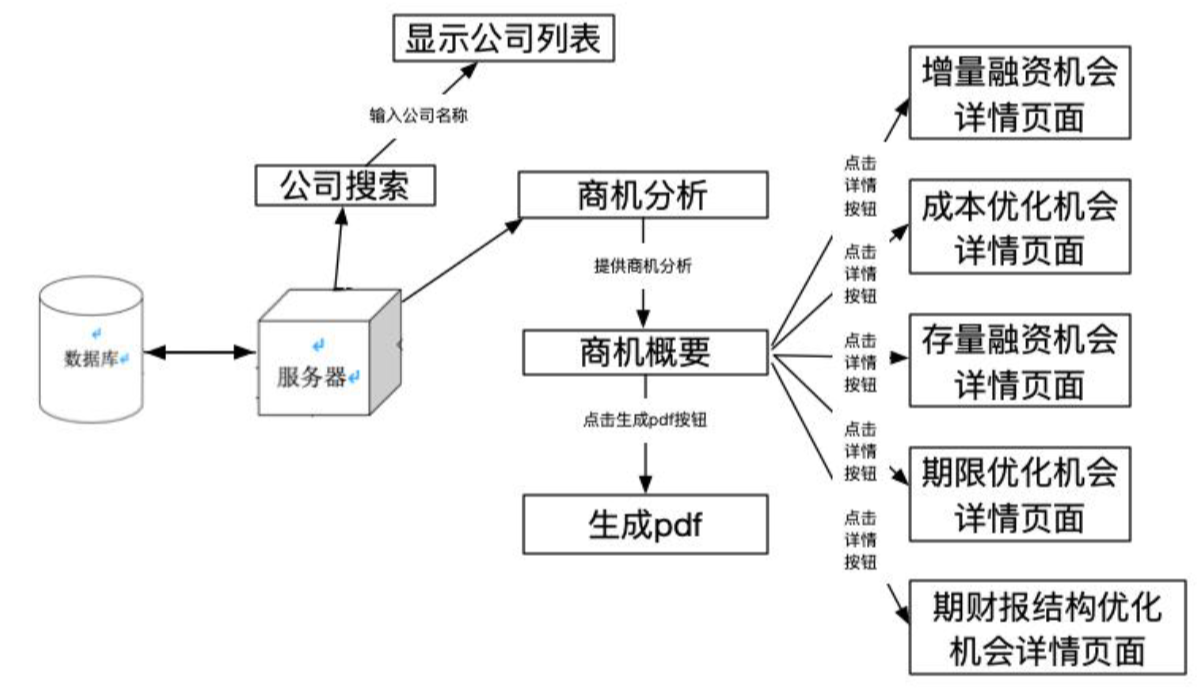 显示公司列表
输入公司名称
公司搜索
数据库
服务器
商机分析
提供商机分析
商机概要
点击生成pdf按钮
生成pdf
点击
详情
按钮
点击
详情
按钮
点击
详情
按钮
点击
详情
按钮
点击
详情
按钮
增量融资机会
详情页面
成本优化机会
详情页面
存量融资机会
详情页面
期限优化机会
详情页面
期财报结构优化
机会详情页面